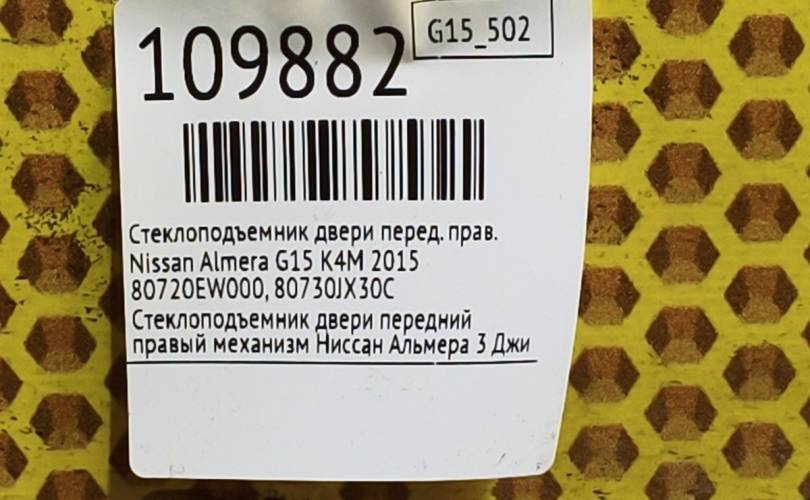 109882
G15_502
Стеклоподъемник двери перед. прав.
Nissan Almera G15 K4M 2015
80720EW000, 80730JX30C
Стеклоподъемник двери передний
правый механизм Ниссан Альмера 3 Джи